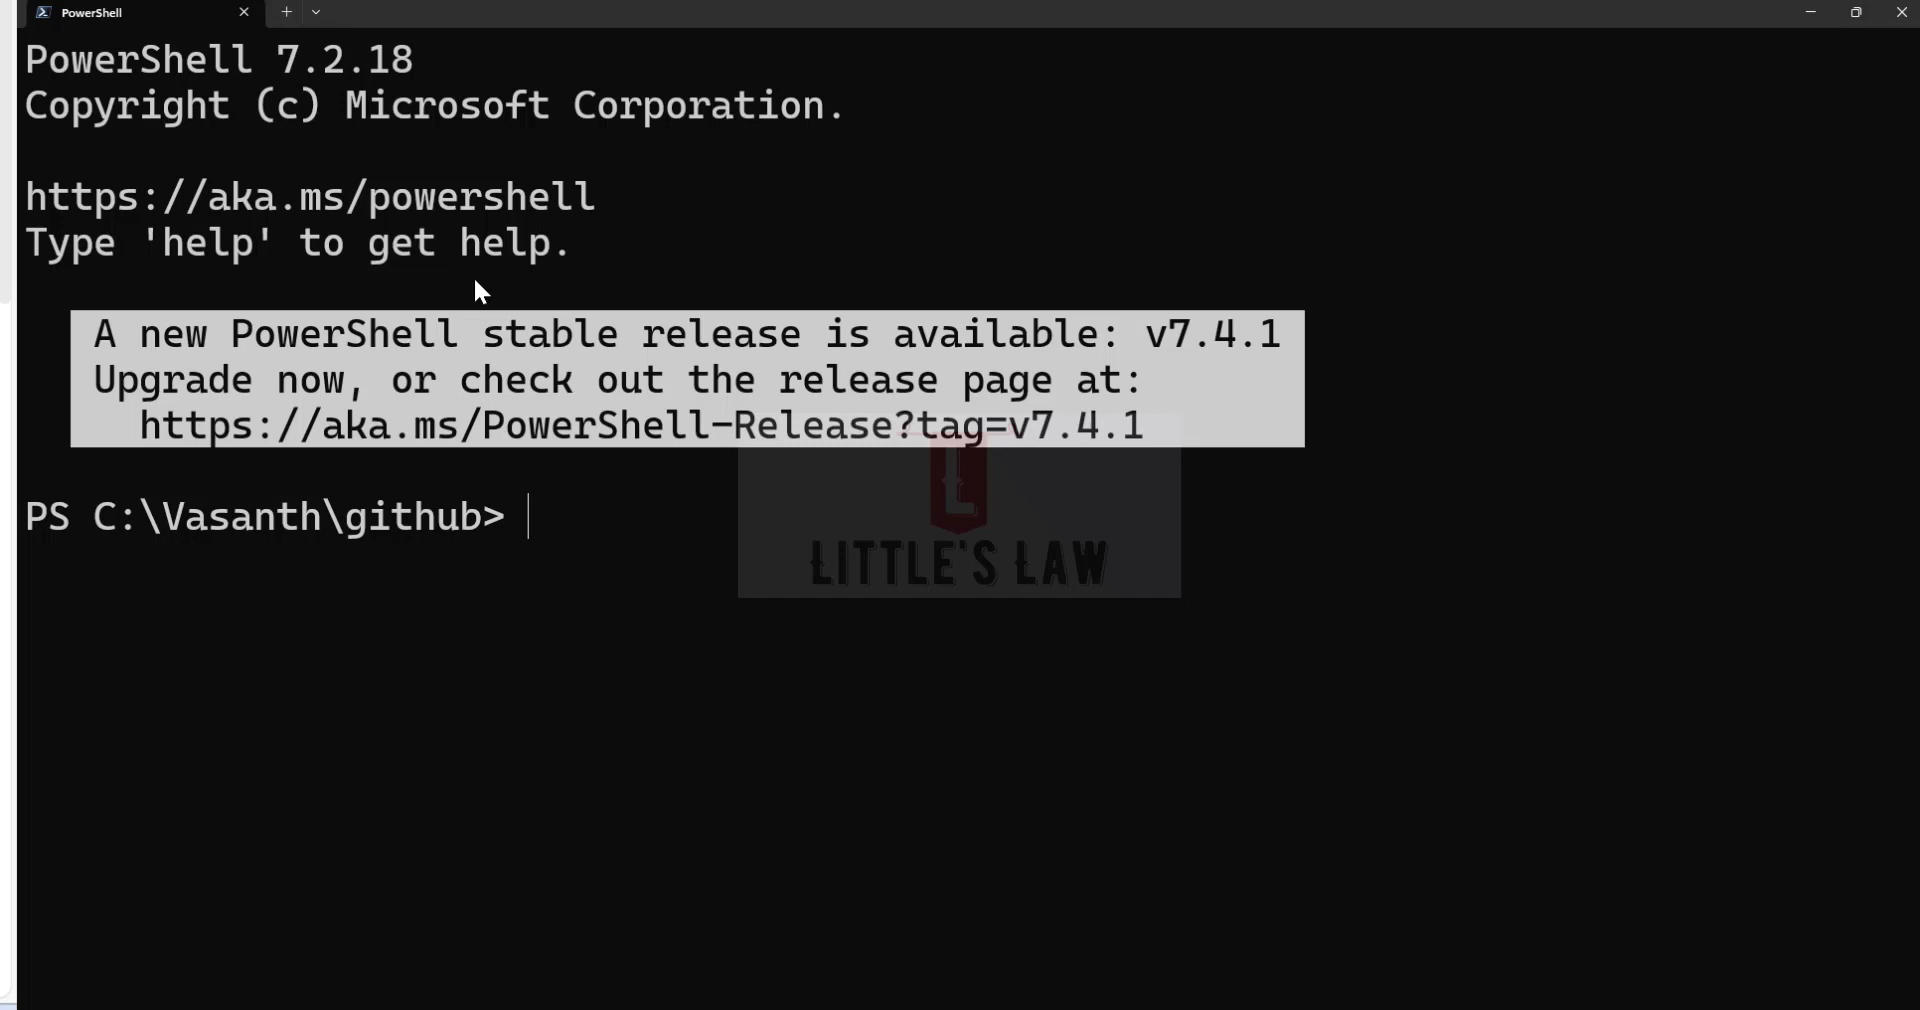 PowerShell
PowerShell 7.2.18
Copyright (c) Microsoft Corporation.
https://aka.ms/powershell
Type 'help' to get help.
A new PowerShell stable release is available: v7.4.1
Upgrade now, or check out the release page at:
https://aka.ms/PowerShell-Release?tag=v7.4.1
L
PS C:\Vasanth\github>
LITTLE'S LAW